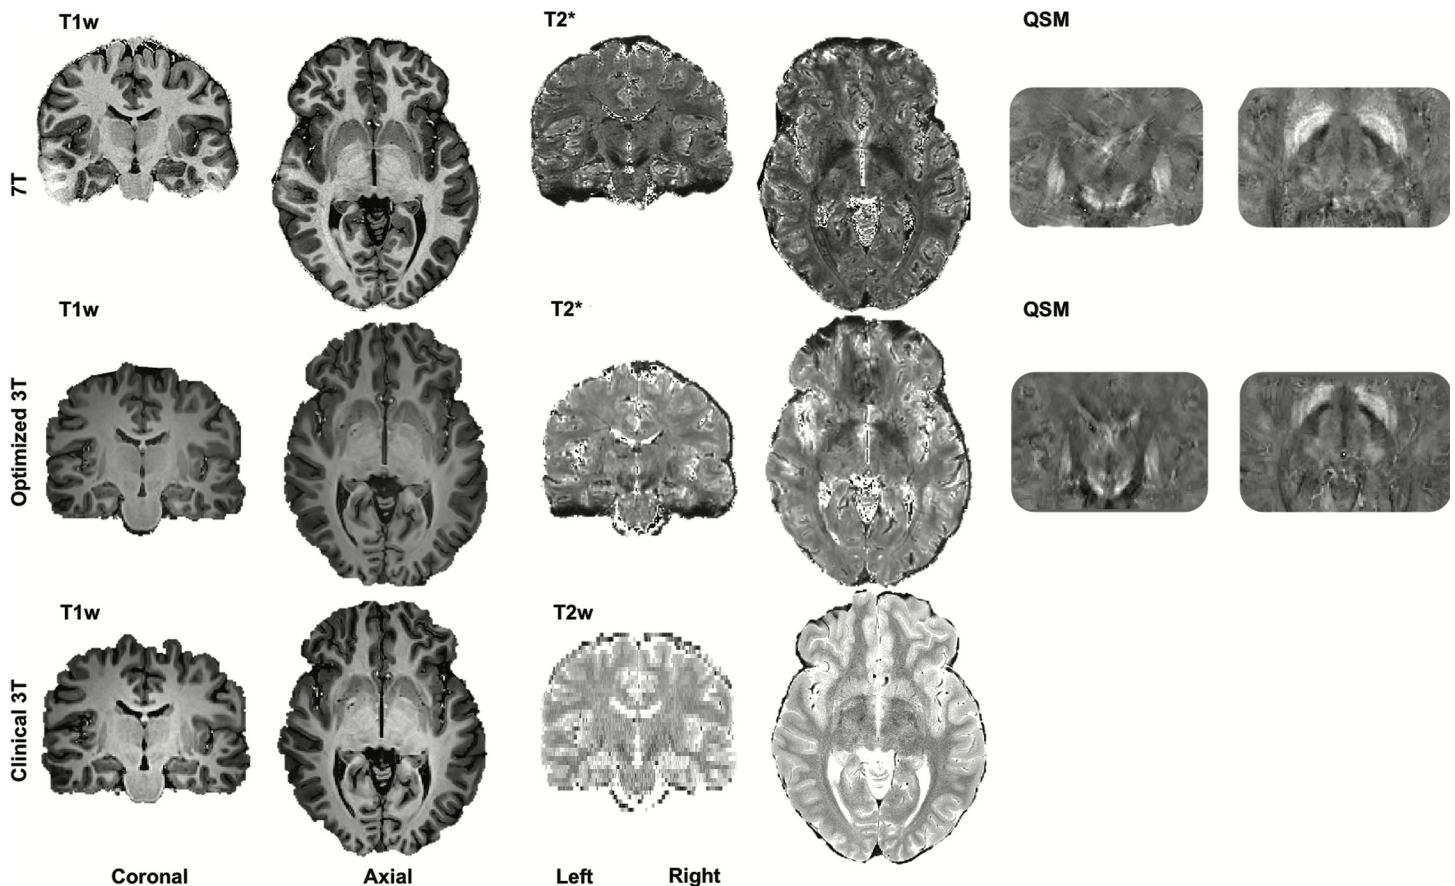 T1w T2* QSM
7T
T1w T2* QSM
Optimized 3T
T1w T2w
Clinical 3T
Coronal Axial Left Right